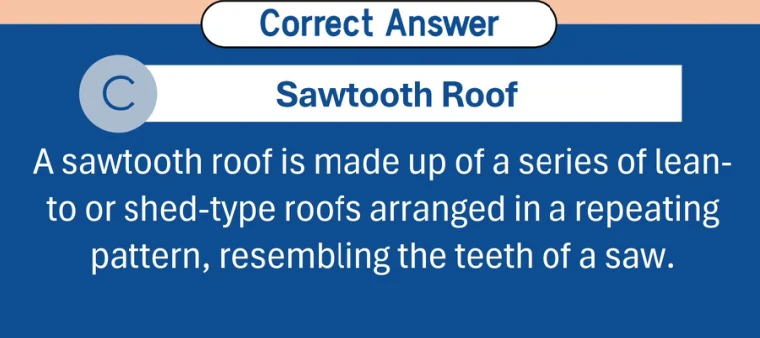 Correct Answer
C
Sawtooth Roof
A sawtooth roof is made up of a series of lean-
to or shed-type roofs arranged in a repeating
pattern, resembling the teeth of a saw.